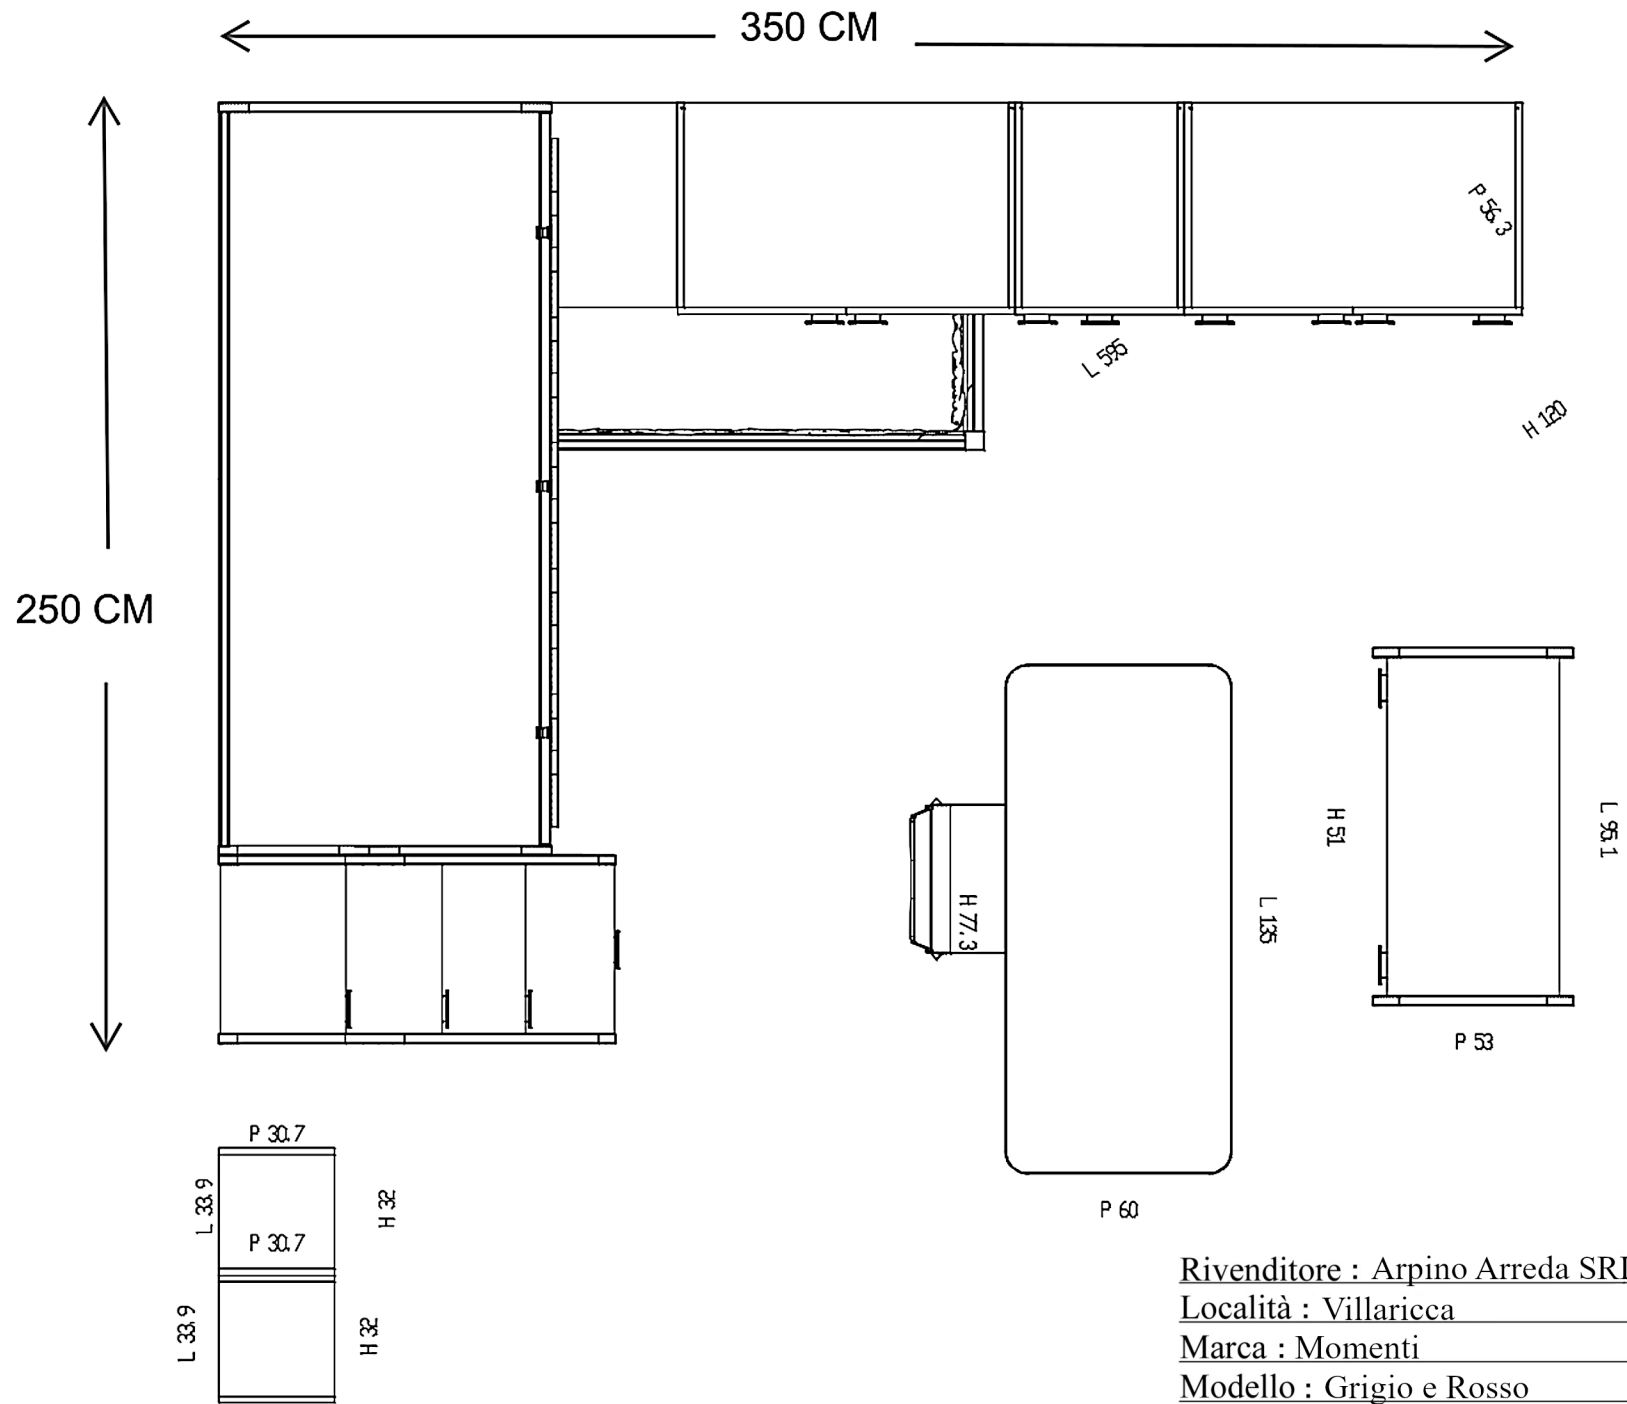 350 CM
P 56.3
L 59.5
H 120
250 CM
H 51
L 95.1
H 77.3
L 135
P 53
P 30.7
L 33.9
H 32
P 60
P 30.7
L 33.9
H 32
Rivenditore : Arpino Arreda SRL
Località : Villaricca
Marca : Momenti
Modello : Grigio e Rosso